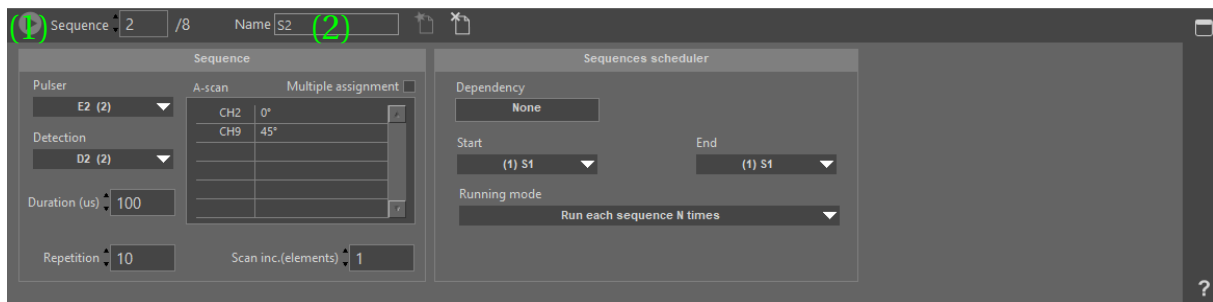 (1) Sequence 2 /8 Name S2 (2)
Sequence
Sequences scheduler
Pulser
E2 (2)
Detection
D2 (2)
Duration (us) 100
Repetition 10
A-scan Multiple assignment
CH2 0°
CH9 45°
Scan inc.(elements) 1
Dependency
None
Start End
(1) S1 (1) S1
Running mode
Run each sequence N times
?